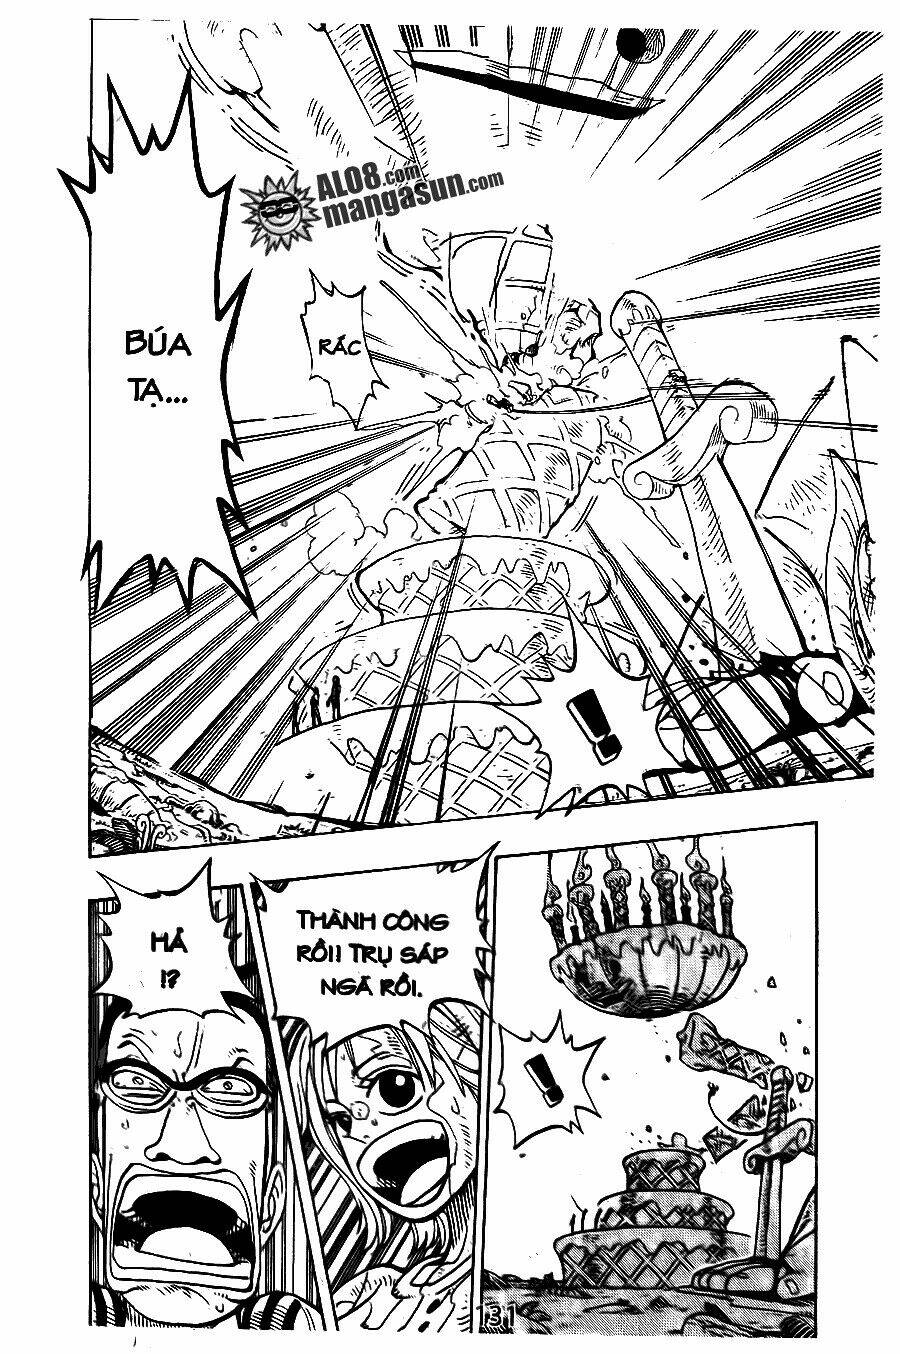 ALO8.com
mangasun.com
BÚA
TẠ...
RẮC
!
THÀNH CÔNG
RỒI! TRỤ SÁP
NGÃ RỒI.
HẢ
!?
!
131